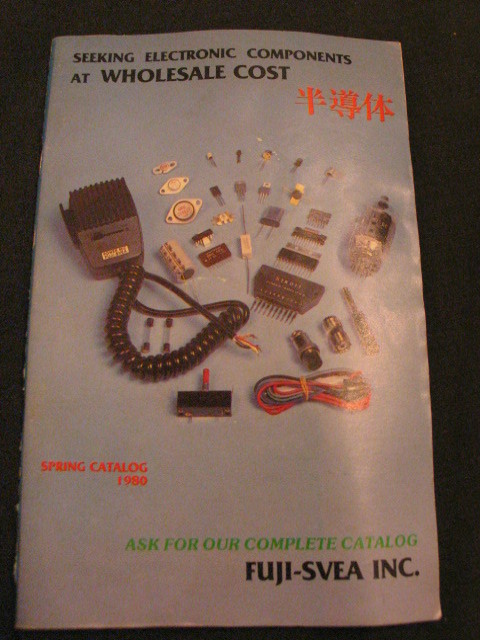 SEEKING ELECTRONIC COMPONENTS
AT WHOLESALE COST
半導体
SPRING CATALOG
1980
ASK FOR OUR COMPLETE CATALOG
FUJI-SVEA INC.